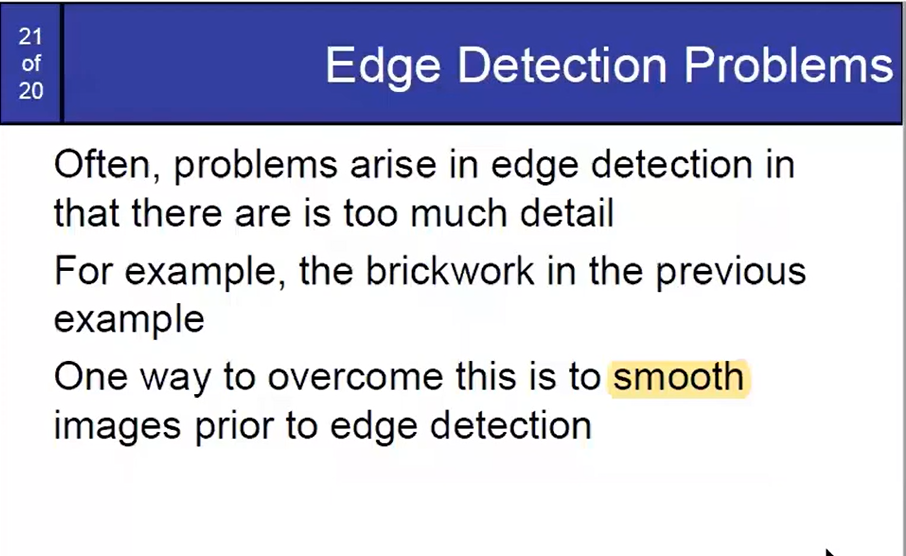 21
of
20
Edge Detection Problems
Often, problems arise in edge detection in
that there are is too much detail
For example, the brickwork in the previous
example
One way to overcome this is to smooth
images prior to edge detection